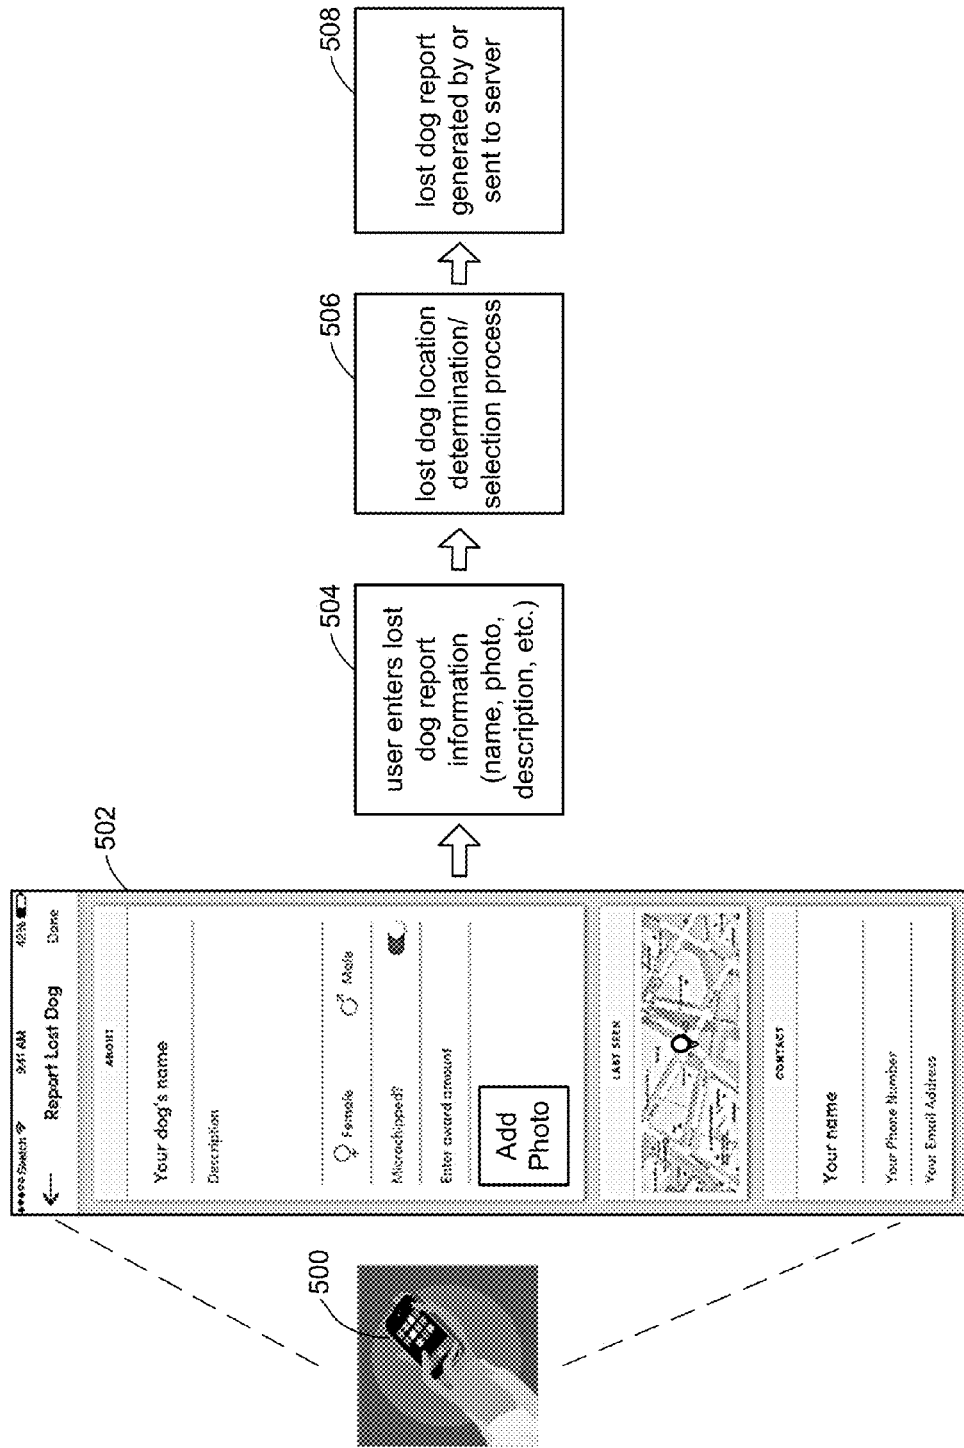 500
502
9:41 AM
42%
Report Lost Dog
Done
ABOUT
Your dog's name
Description
Female
Male
Microchipped?
Enter award amount
Add
Photo
LAST SEEN
CONTACT
Your name
Your Phone Number
Your Email Address
504
user enters lost
dog report
information
(name, photo,
description, etc.)
506
lost dog location
determination/
selection process
508
lost dog report
generated by or
sent to server